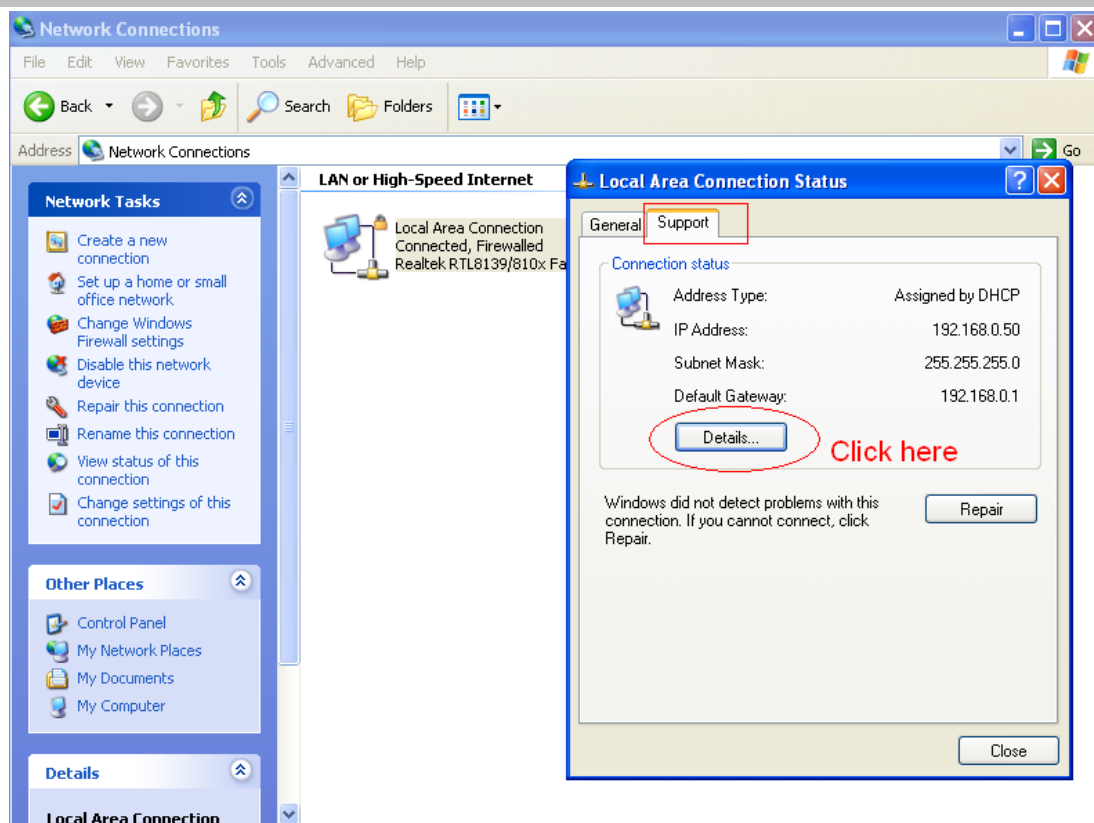 Network Connections
File Edit View Favorites Tools Advanced Help
Back Search Folders
Address Network Connections Go
Network Tasks
Create a new
connection
Set up a home or small
office network
Change Windows
Firewall settings
Disable this network
device
Repair this connection
Rename this connection
View status of this
connection
Change settings of this
connection
Other Places
Control Panel
My Network Places
My Documents
My Computer
Details
Local Area Connection
LAN or High-Speed Internet
Local Area Connection
Connected, Firewalled
Realtek RTL8139/810x Fa
Local Area Connection Status
General Support
Connection status
Address Type: Assigned by DHCP
IP Address: 192.168.0.50
Subnet Mask: 255.255.255.0
Default Gateway: 192.168.0.1
Details... Click here
Windows did not detect problems with this
connection. If you cannot connect, click
Repair.
Repair
Close